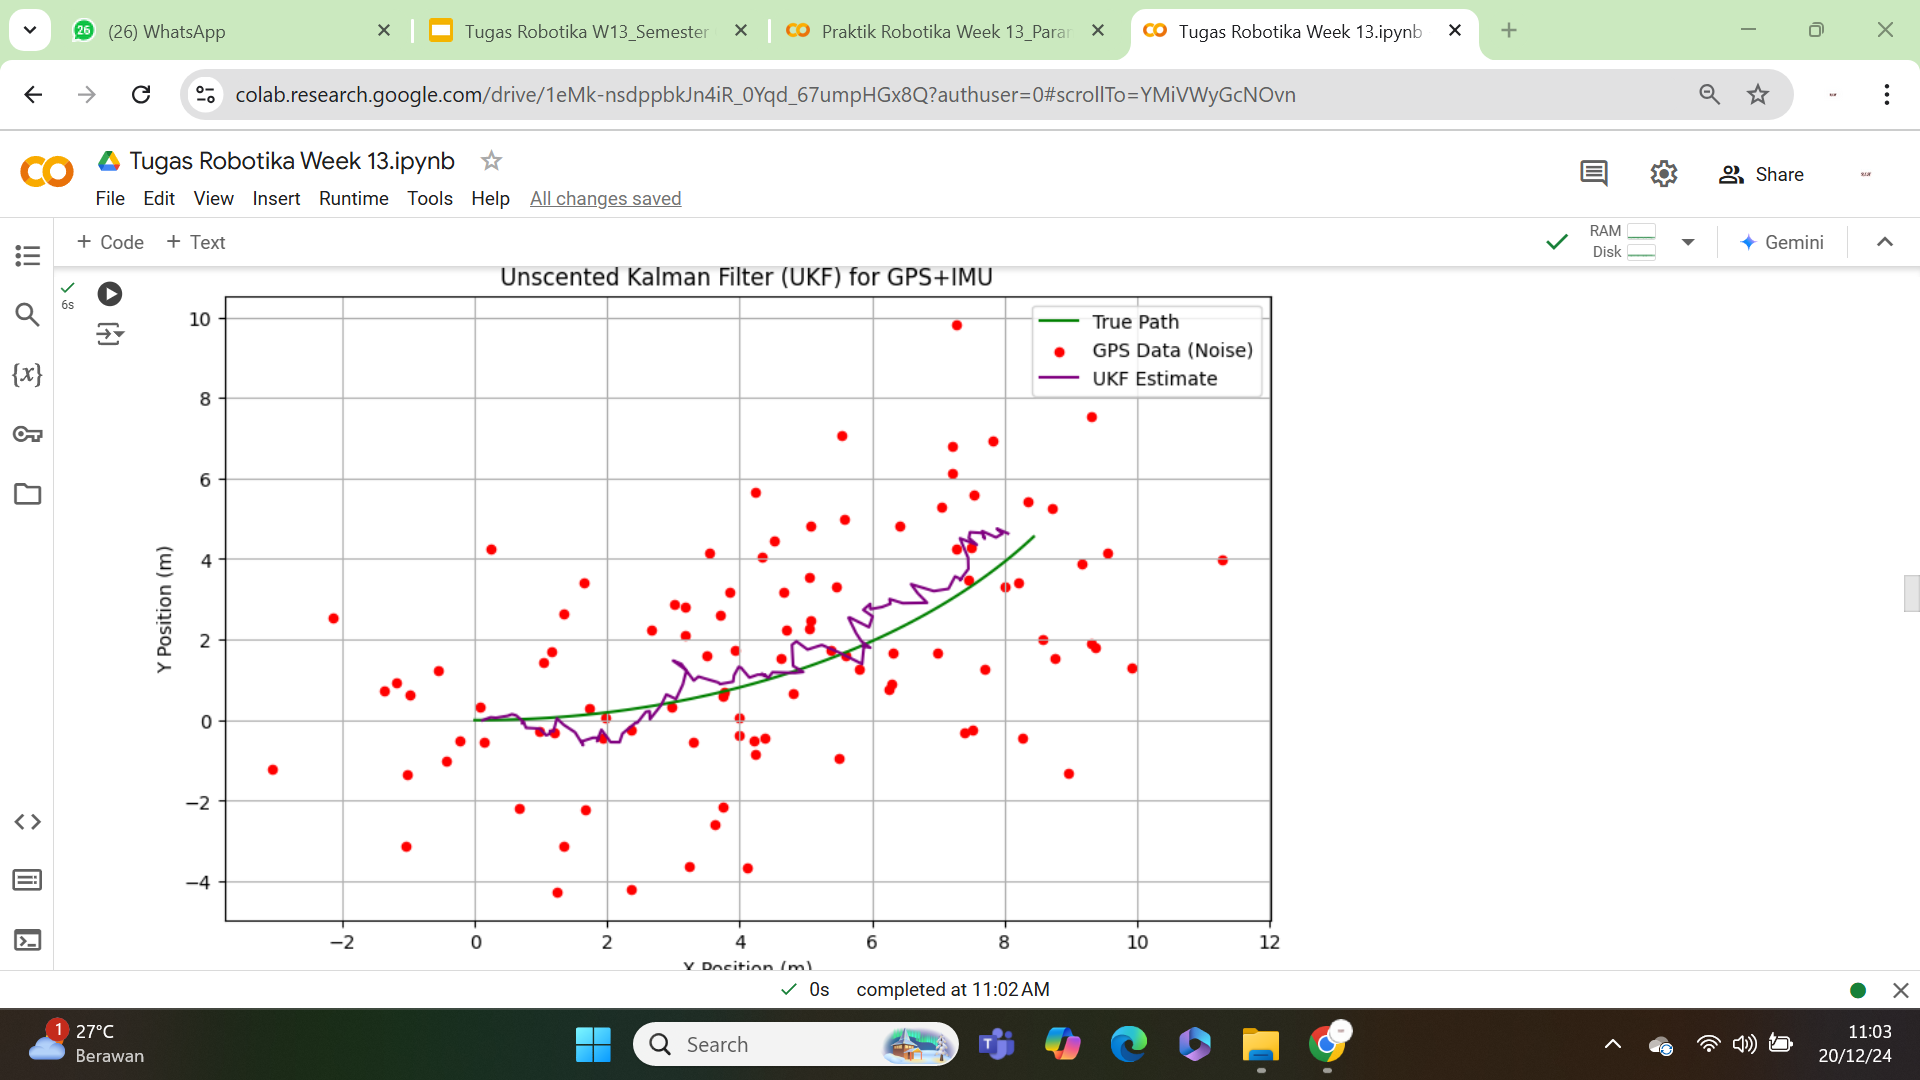 26
(26) WhatsApp
Tugas Robotika W13_Semester
Praktik Robotika Week 13_Parar
Tugas Robotika Week 13.ipynb
colab.research.google.com/drive/1eMk-nsdppbkJn4iR_0Yqd_67umpHGx8Q?authuser=0#scrollTo=YMiVWyGcNOvn
Tugas Robotika Week 13.ipynb
File Edit View Insert Runtime Tools Help All changes saved
Share
+ Code + Text
RAM
Disk
Gemini
6s
{x}
Unscented Kalman Filter (UKF) for GPS+IMU
True Path
GPS Data (Noise)
UKF Estimate
Y Position (m)
10
8
6
4
2
0
−2
−4
−2 0 2 4 6 8 10 12
X Position (m)
0s completed at 11:02 AM
1
27°C
Berawan
Search
11:03
20/12/24